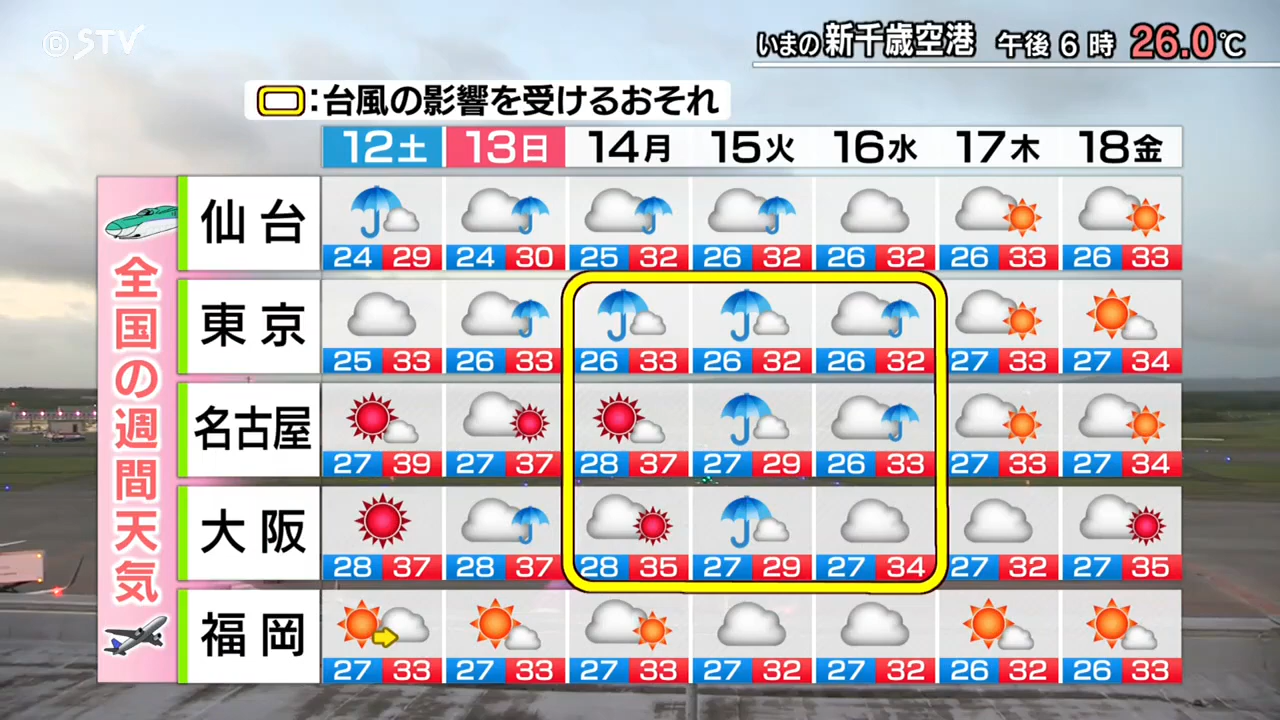 STV
いまの新千歳空港 午後6時 26.0℃
:台風の影響を受けるおそれ
12土 13日 14月 15火 16水 17木 18金
全国の週間天気
仙台
24 29 24 30 25 32 26 32 26 32 26 33 26 33
東京
25 33 26 33 26 33 26 32 26 32 27 33 27 34
名古屋
27 39 27 37 28 37 27 29 26 33 27 33 27 34
大阪
28 37 28 37 28 35 27 29 27 34 27 32 27 35
福岡
27 33 27 33 27 33 27 32 27 32 26 32 26 33